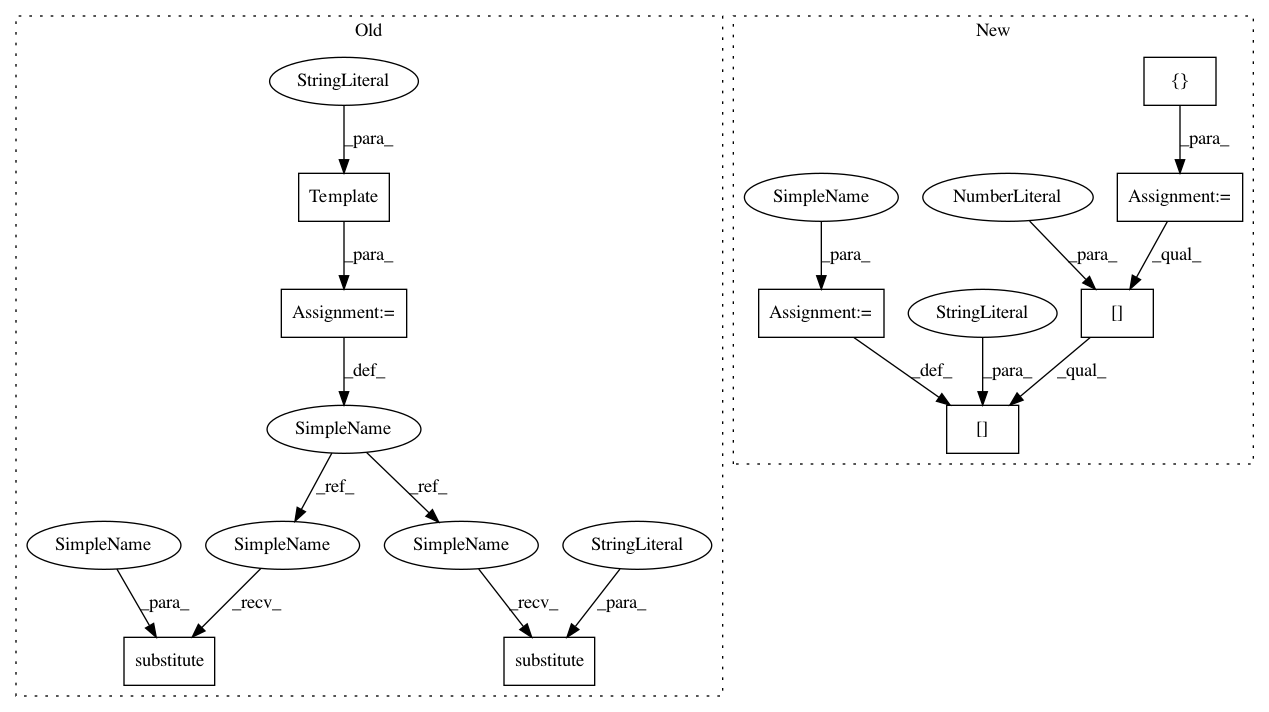 Old
New
StringLiteral
{}
_para_
_para_
Template
SimpleName
NumberLiteral
Assignment:=
_para_
_para_
_para_
_qual_
Assignment:=
Assignment:=
StringLiteral
[]
_def_
_def_
_para_
_qual_
SimpleName
[]
_ref_
_ref_
SimpleName
SimpleName
SimpleName
StringLiteral
_para_
_recv_
_recv_
_para_
substitute
substitute